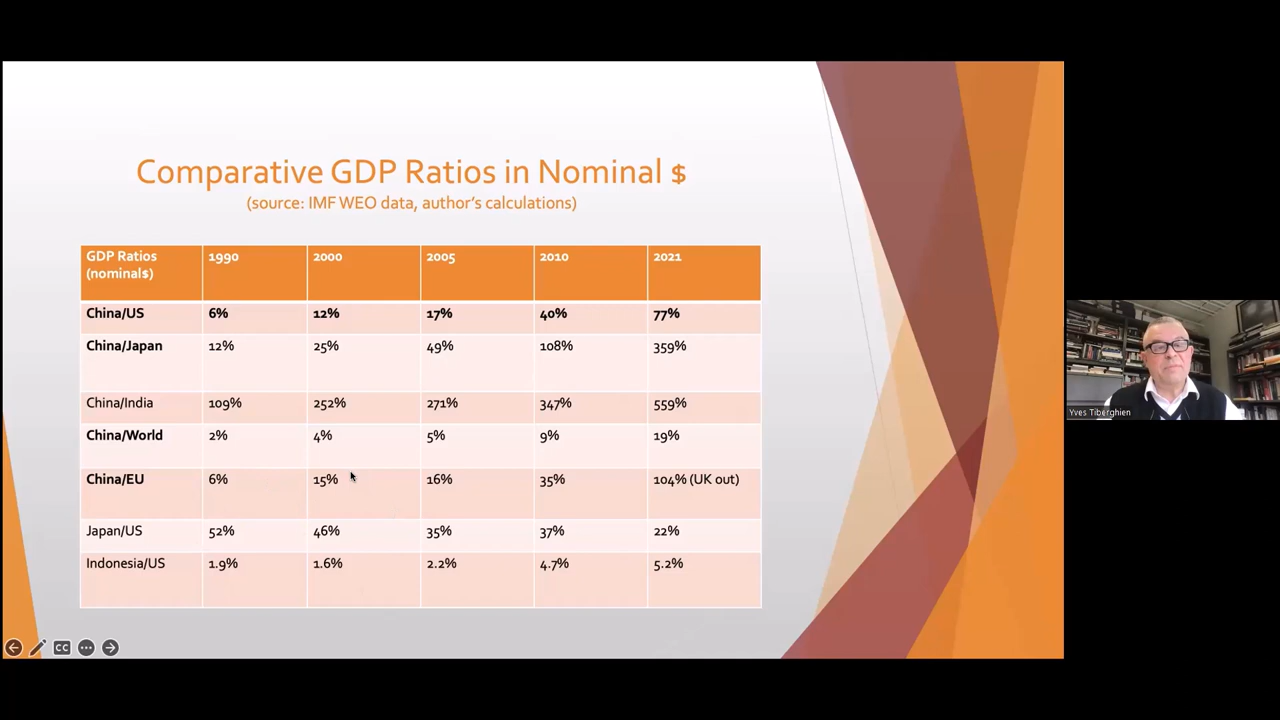 Comparative GDP Ratios in Nominal $
(source: IMF WEO data, author's calculations)
GDP Ratios (nominal$) 1990 2000 2005 2010 2021
China/US 6% 12% 17% 40% 77%
China/Japan 12% 25% 49% 108% 359%
China/India 109% 252% 271% 347% 559%
China/World 2% 4% 5% 9% 19%
China/EU 6% 15% 16% 35% 104% (UK out)
Japan/US 52% 46% 35% 37% 22%
Indonesia/US 1.9% 1.6% 2.2% 4.7% 5.2%
CC
Yves Tiberghien